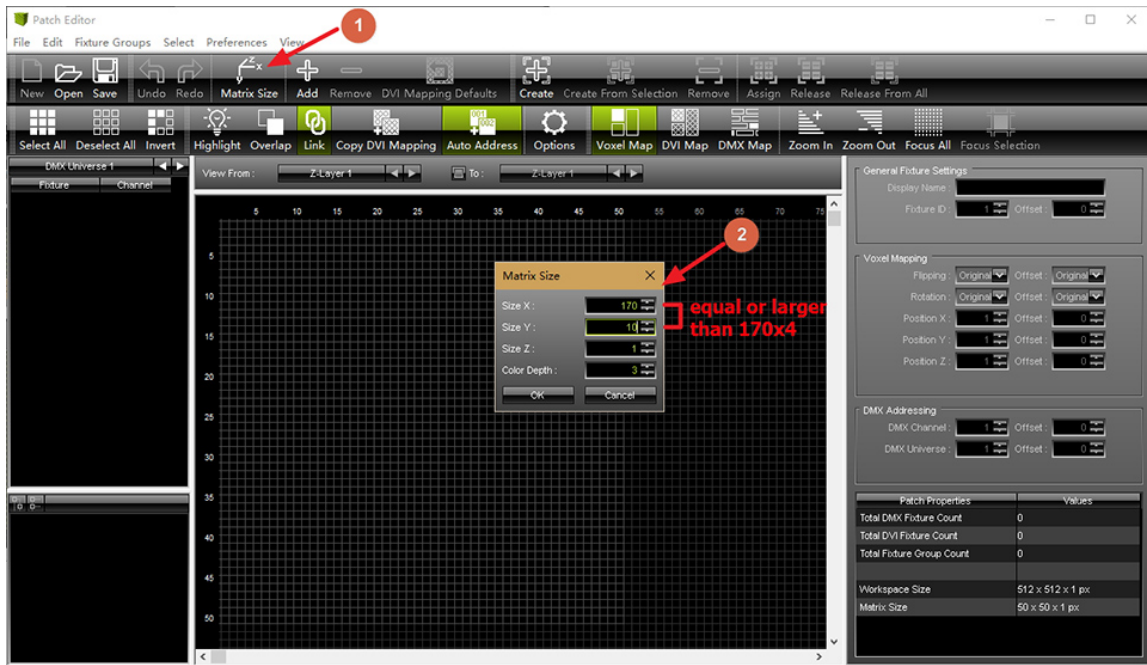 Patch Editor
1
File Edit Fixture Groups Select Preferences View
New Open Save Undo Redo Matrix Size Add Remove DVI Mapping Defaults Create Create From Selection Remove Assign Release Release From All
Select All Deselect All Invert Highlight Overlap Link Copy DVI Mapping Auto Address Options Voxel Map DVI Map DMX Map Zoom In Zoom Out Focus All Focus Selection
DMX Universe 1
Fixture Channel
View From : Z-Layer 1 To : Z-Layer 1
5 10 15 20 25 30 35 40 45 50 55 60 65 70 75
5
10
15
20
25
30
35
40
45
50
2
Matrix Size
Size X : 170
Size Y : 10
Size Z : 1
Color Depth : 3
OK Cancel
equal or larger
than 170x4
General Fixture Settings
Display Name :
Fixture ID : 1 Offset : 0
Voxel Mapping
Flipping : Original Offset : Original
Rotation : Original Offset : Original
Position X : 1 Offset : 0
Position Y : 1 Offset : 0
Position Z : 1 Offset : 0
DMX Addressing
DMX Channel : 1 Offset : 0
DMX Universe : 1 Offset : 0
Patch Properties Values
Total DMX Fixture Count 0
Total DVI Fixture Count 0
Total Fixture Group Count 0
Workspace Size 512 x 512 x 1 px
Matrix Size 50 x 50 x 1 px